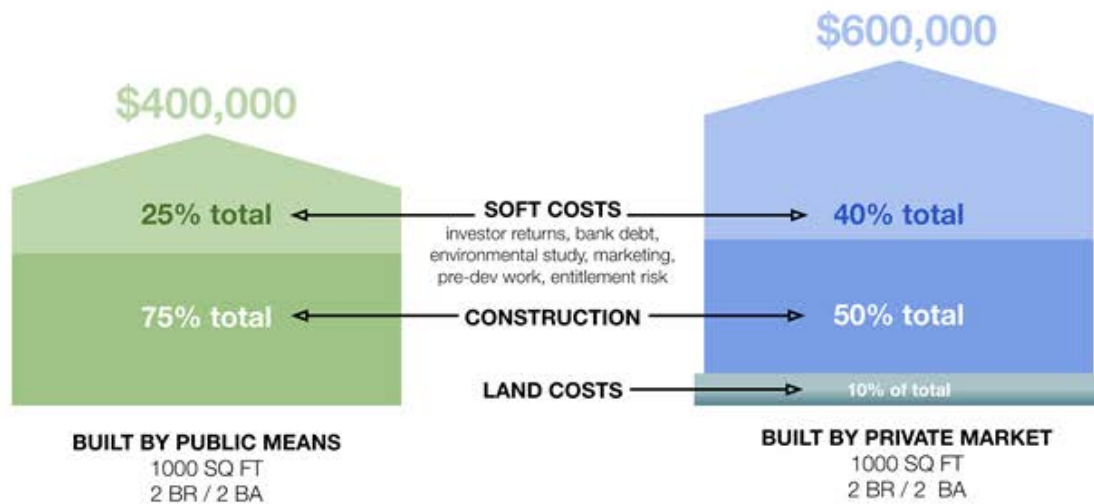 $400,000
$600,000
25% total
SOFT COSTS
investor returns, bank debt,
environmental study, marketing,
pre-dev work, entitlement risk
40% total
75% total
CONSTRUCTION
50% total
LAND COSTS
10% of total
BUILT BY PUBLIC MEANS
1000 SQ FT
2 BR / 2 BA
BUILT BY PRIVATE MARKET
1000 SQ FT
2 BR / 2 BA